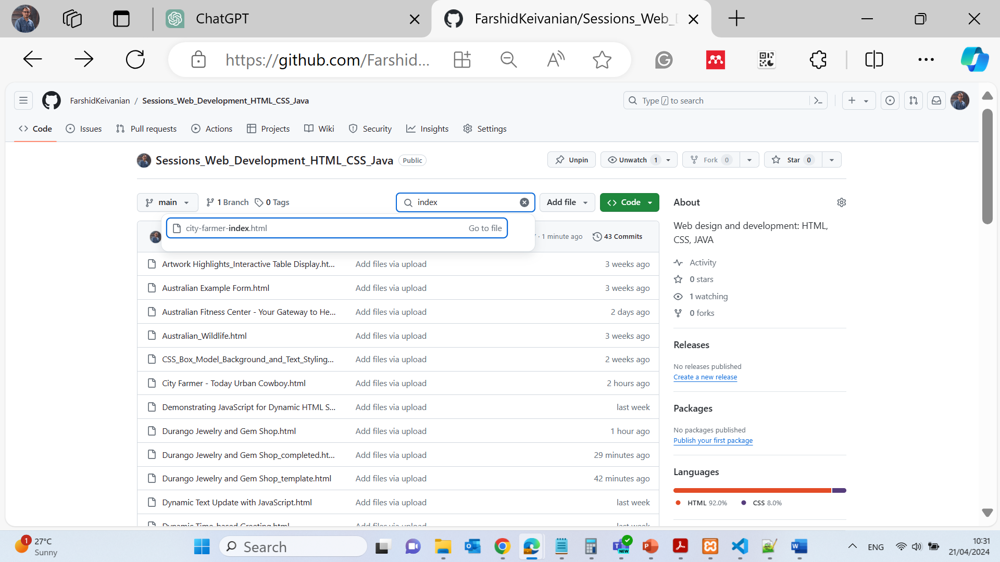 ChatGPT
FarshidKeivanian/Sessions_Web_
https://github.com/Farshid...
FarshidKeivanian / Sessions_Web_Development_HTML_CSS_Java
Type / to search
Code
Issues
Pull requests
Actions
Projects
Wiki
Security
Insights
Settings
Sessions_Web_Development_HTML_CSS_Java Public
Unpin
Unwatch 1
Fork 0
Star 0
main
1 Branch
0 Tags
index
Add file
Code
city-farmer-index.html Go to file
· 1 minute ago
43 Commits
Artwork Highlights_Interactive Table Display.ht... Add files via upload 3 weeks ago
Australian Example Form.html Add files via upload 3 weeks ago
Australian Fitness Center - Your Gateway to He... Add files via upload 2 days ago
Australian_Wildlife.html Add files via upload 3 weeks ago
CSS_Box_Model_Background_and_Text_Styling... Add files via upload 2 weeks ago
City Farmer - Today Urban Cowboy.html Add files via upload 2 hours ago
Demonstrating JavaScript for Dynamic HTML S... Add files via upload last week
Durango Jewelry and Gem Shop.html Add files via upload 1 hour ago
Durango Jewelry and Gem Shop_completed.ht... Add files via upload 29 minutes ago
Durango Jewelry and Gem Shop_template.html Add files via upload 42 minutes ago
Dynamic Text Update with JavaScript.html Add files via upload last week
Dynamic Time-based Greeting.html Add files via upload last week
About
Web design and development: HTML,
CSS, JAVA
Activity
0 stars
1 watching
0 forks
Releases
No releases published
Create a new release
Packages
No packages published
Publish your first package
Languages
HTML 92.0% CSS 8.0%
1
27°C
Sunny
Search
NEW
ENG
10:31
21/04/2024